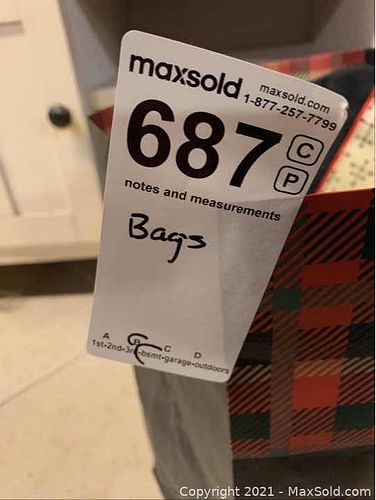 maxsold
maxsold.com
1-877-257-7799
687
C
P
notes and measurements
Bags
A B C D
1st-2nd-3rd-bsmt-garage-outdoors
Copyright 2021 - MaxSold.com